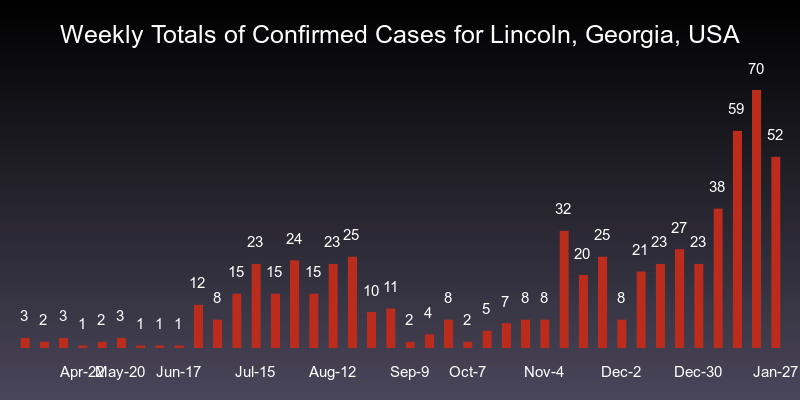 Weekly Totals of Confirmed Cases for Lincoln, Georgia, USA
3 2 3 1 2 3 1 1 1 12 8 15 23 15 24 15 23 25 10 11 2 4 8 2 5 7 8 8 32 20 25 8 21 23 27 23 38 59 70 52
Apr-22 May-20 Jun-17 Jul-15 Aug-12 Sep-9 Oct-7 Nov-4 Dec-2 Dec-30 Jan-27